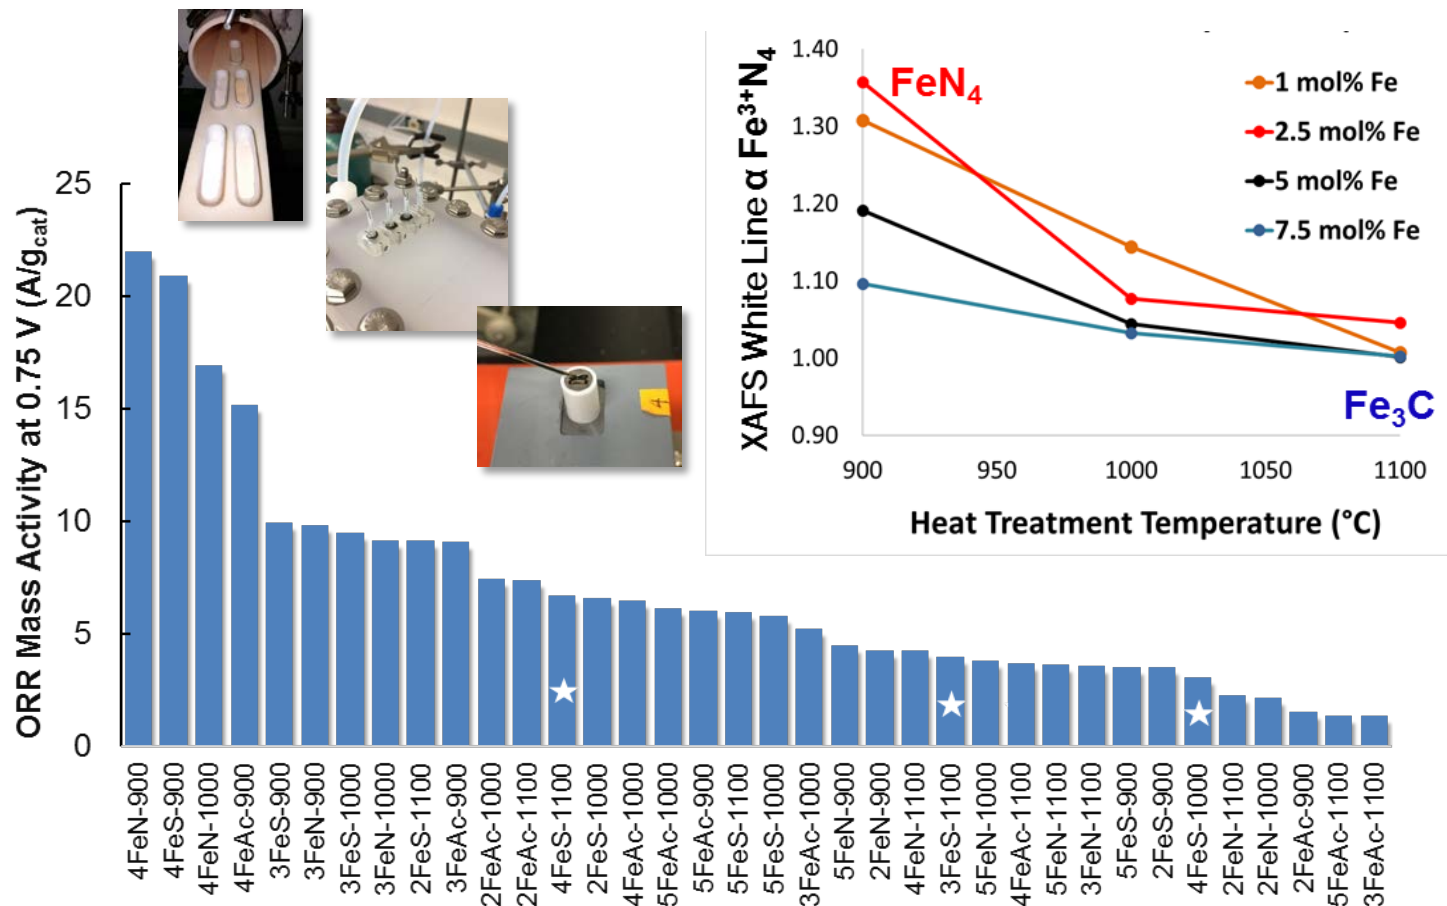 ORR Mass Activity at 0.75 V (A/gcat)
25
20
15
10
5
0
4FeN-900
4FeS-900
4FeN-1000
4FeAc-900
3FeS-900
3FeN-900
3FeS-1000
3FeN-1000
2FeS-1100
3FeAc-900
2FeAc-1000
2FeAc-1100
4FeS-1100
2FeS-1000
4FeAc-1000
5FeAc-1000
5FeAc-900
5FeS-1100
5FeS-1000
3FeAc-1000
5FeN-900
2FeN-900
4FeN-1100
3FeS-1100
5FeN-1000
4FeAc-1100
5FeN-1100
3FeN-1100
5FeS-900
2FeS-900
4FeS-1000
2FeN-1100
2FeN-1000
2FeAc-900
5FeAc-1100
3FeAc-1100
4
XAFS White Line α Fe³⁺N₄
1.40
1.30
1.20
1.10
1.00
0.90
FeN₄
1 mol% Fe
2.5 mol% Fe
5 mol% Fe
7.5 mol% Fe
Fe₃C
900
950
1000
1050
1100
Heat Treatment Temperature (°C)